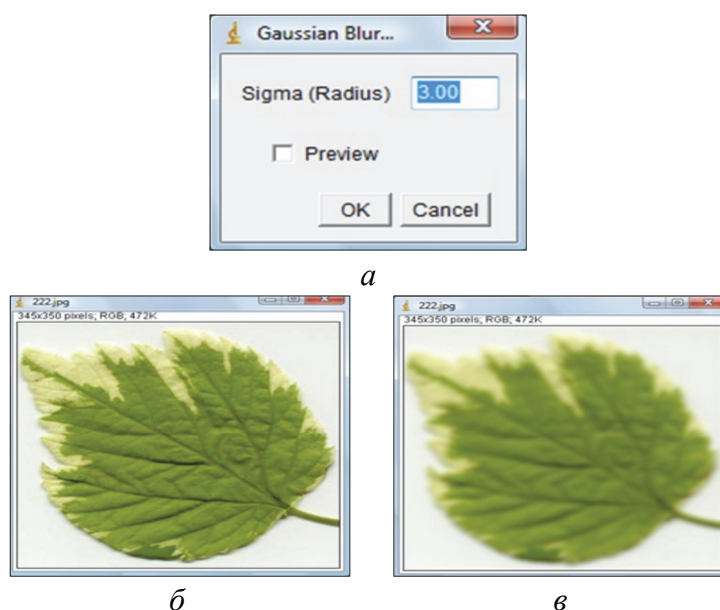 Gaussian Blur...
Sigma (Radius) 3.00
Preview
OK Cancel
а
222.jpg
345x350 pixels; RGB; 472K
222.jpg
345x350 pixels; RGB; 472K
б
в